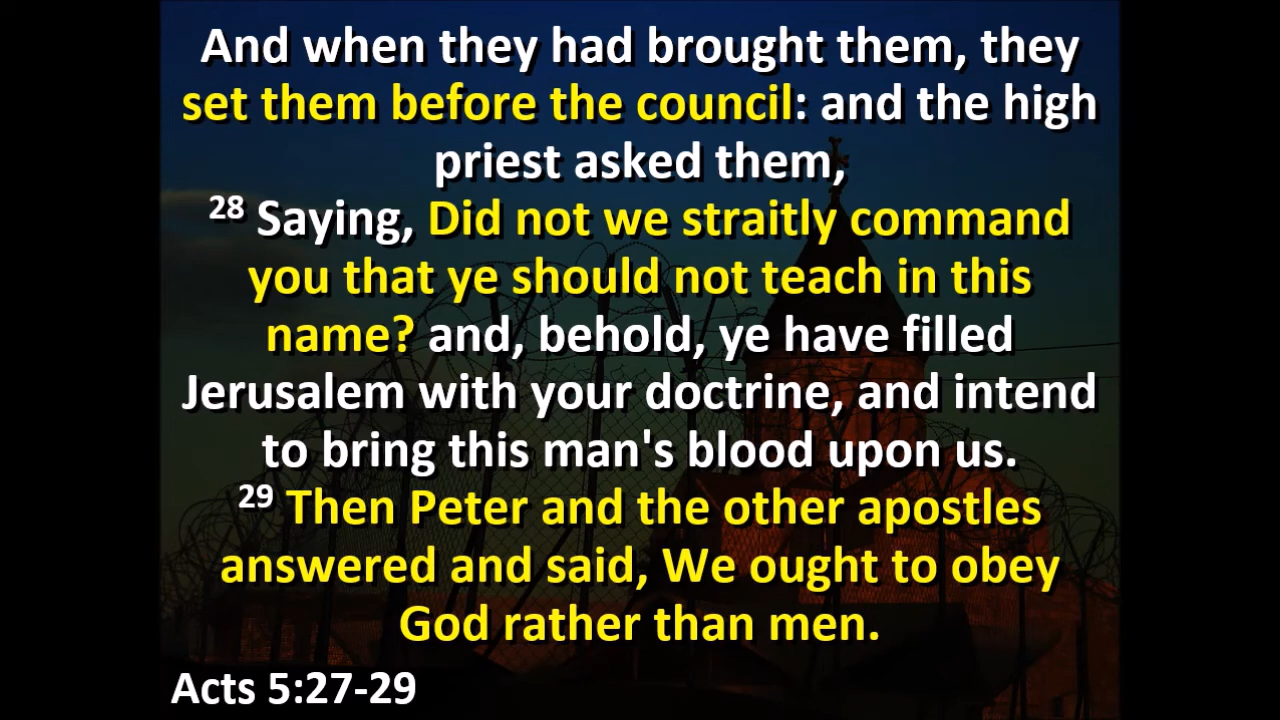 And when they had brought them, they
set them before the council: and the high
priest asked them,
28 Saying, Did not we straitly command
you that ye should not teach in this
name? and, behold, ye have filled
Jerusalem with your doctrine, and intend
to bring this man's blood upon us.
29 Then Peter and the other apostles
answered and said, We ought to obey
God rather than men.
Acts 5:27-29